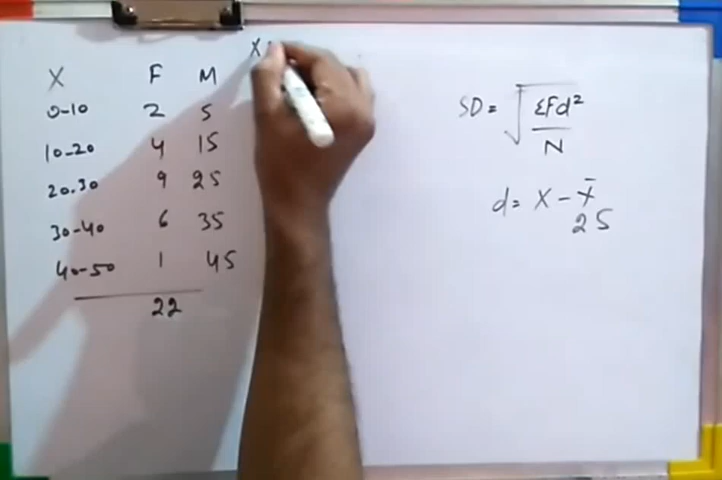 X F M X
0-10 2 5
10-20 4 15
20-30 9 25
30-40 6 35
40-50 1 45
22
SD = √ΣFd²
N
d = X - X̄
25